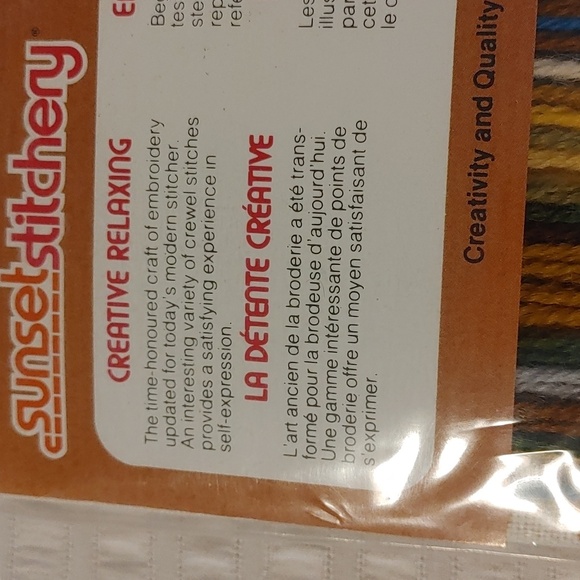 sunset stitchery®
CREATIVE RELAXING
The time-honoured craft of embroidery
updated for today's modern stitcher.
An interesting variety of crewel stitches
provides a satisfying experience in
self-expression.
LA DÉTENTE CRÉATIVE
L'art ancien de la broderie a été trans-
formé pour la brodeuse d'aujourd'hui.
Une gamme intéressante de points de
broderie offre un moyen satisfaisant de
s'exprimer.
Les
Creativity and Quality